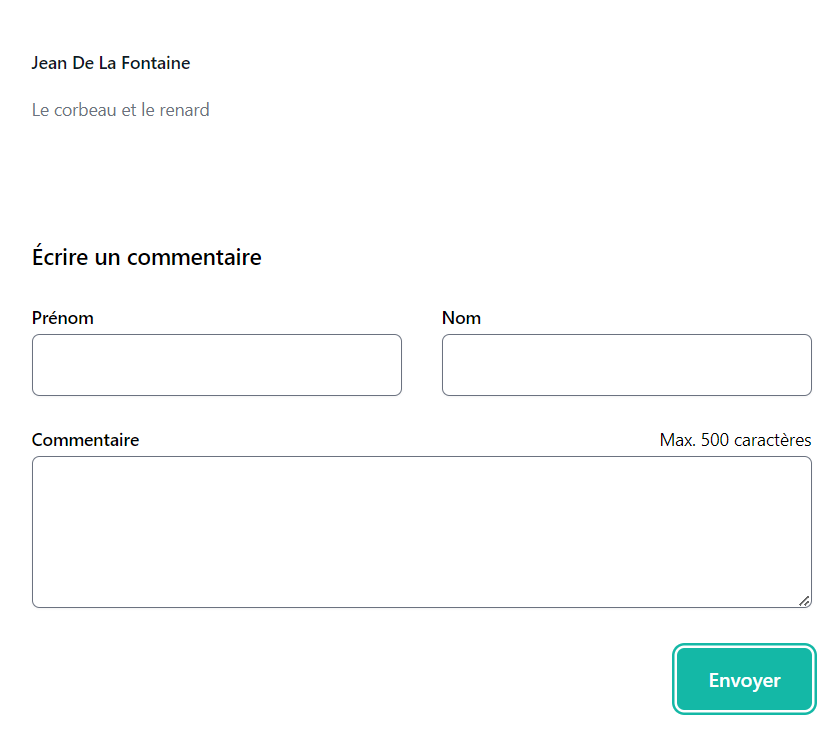 Jean De La Fontaine
Le corbeau et le renard
Écrire un commentaire
Prénom
Nom
Commentaire
Max. 500 caractères
Envoyer